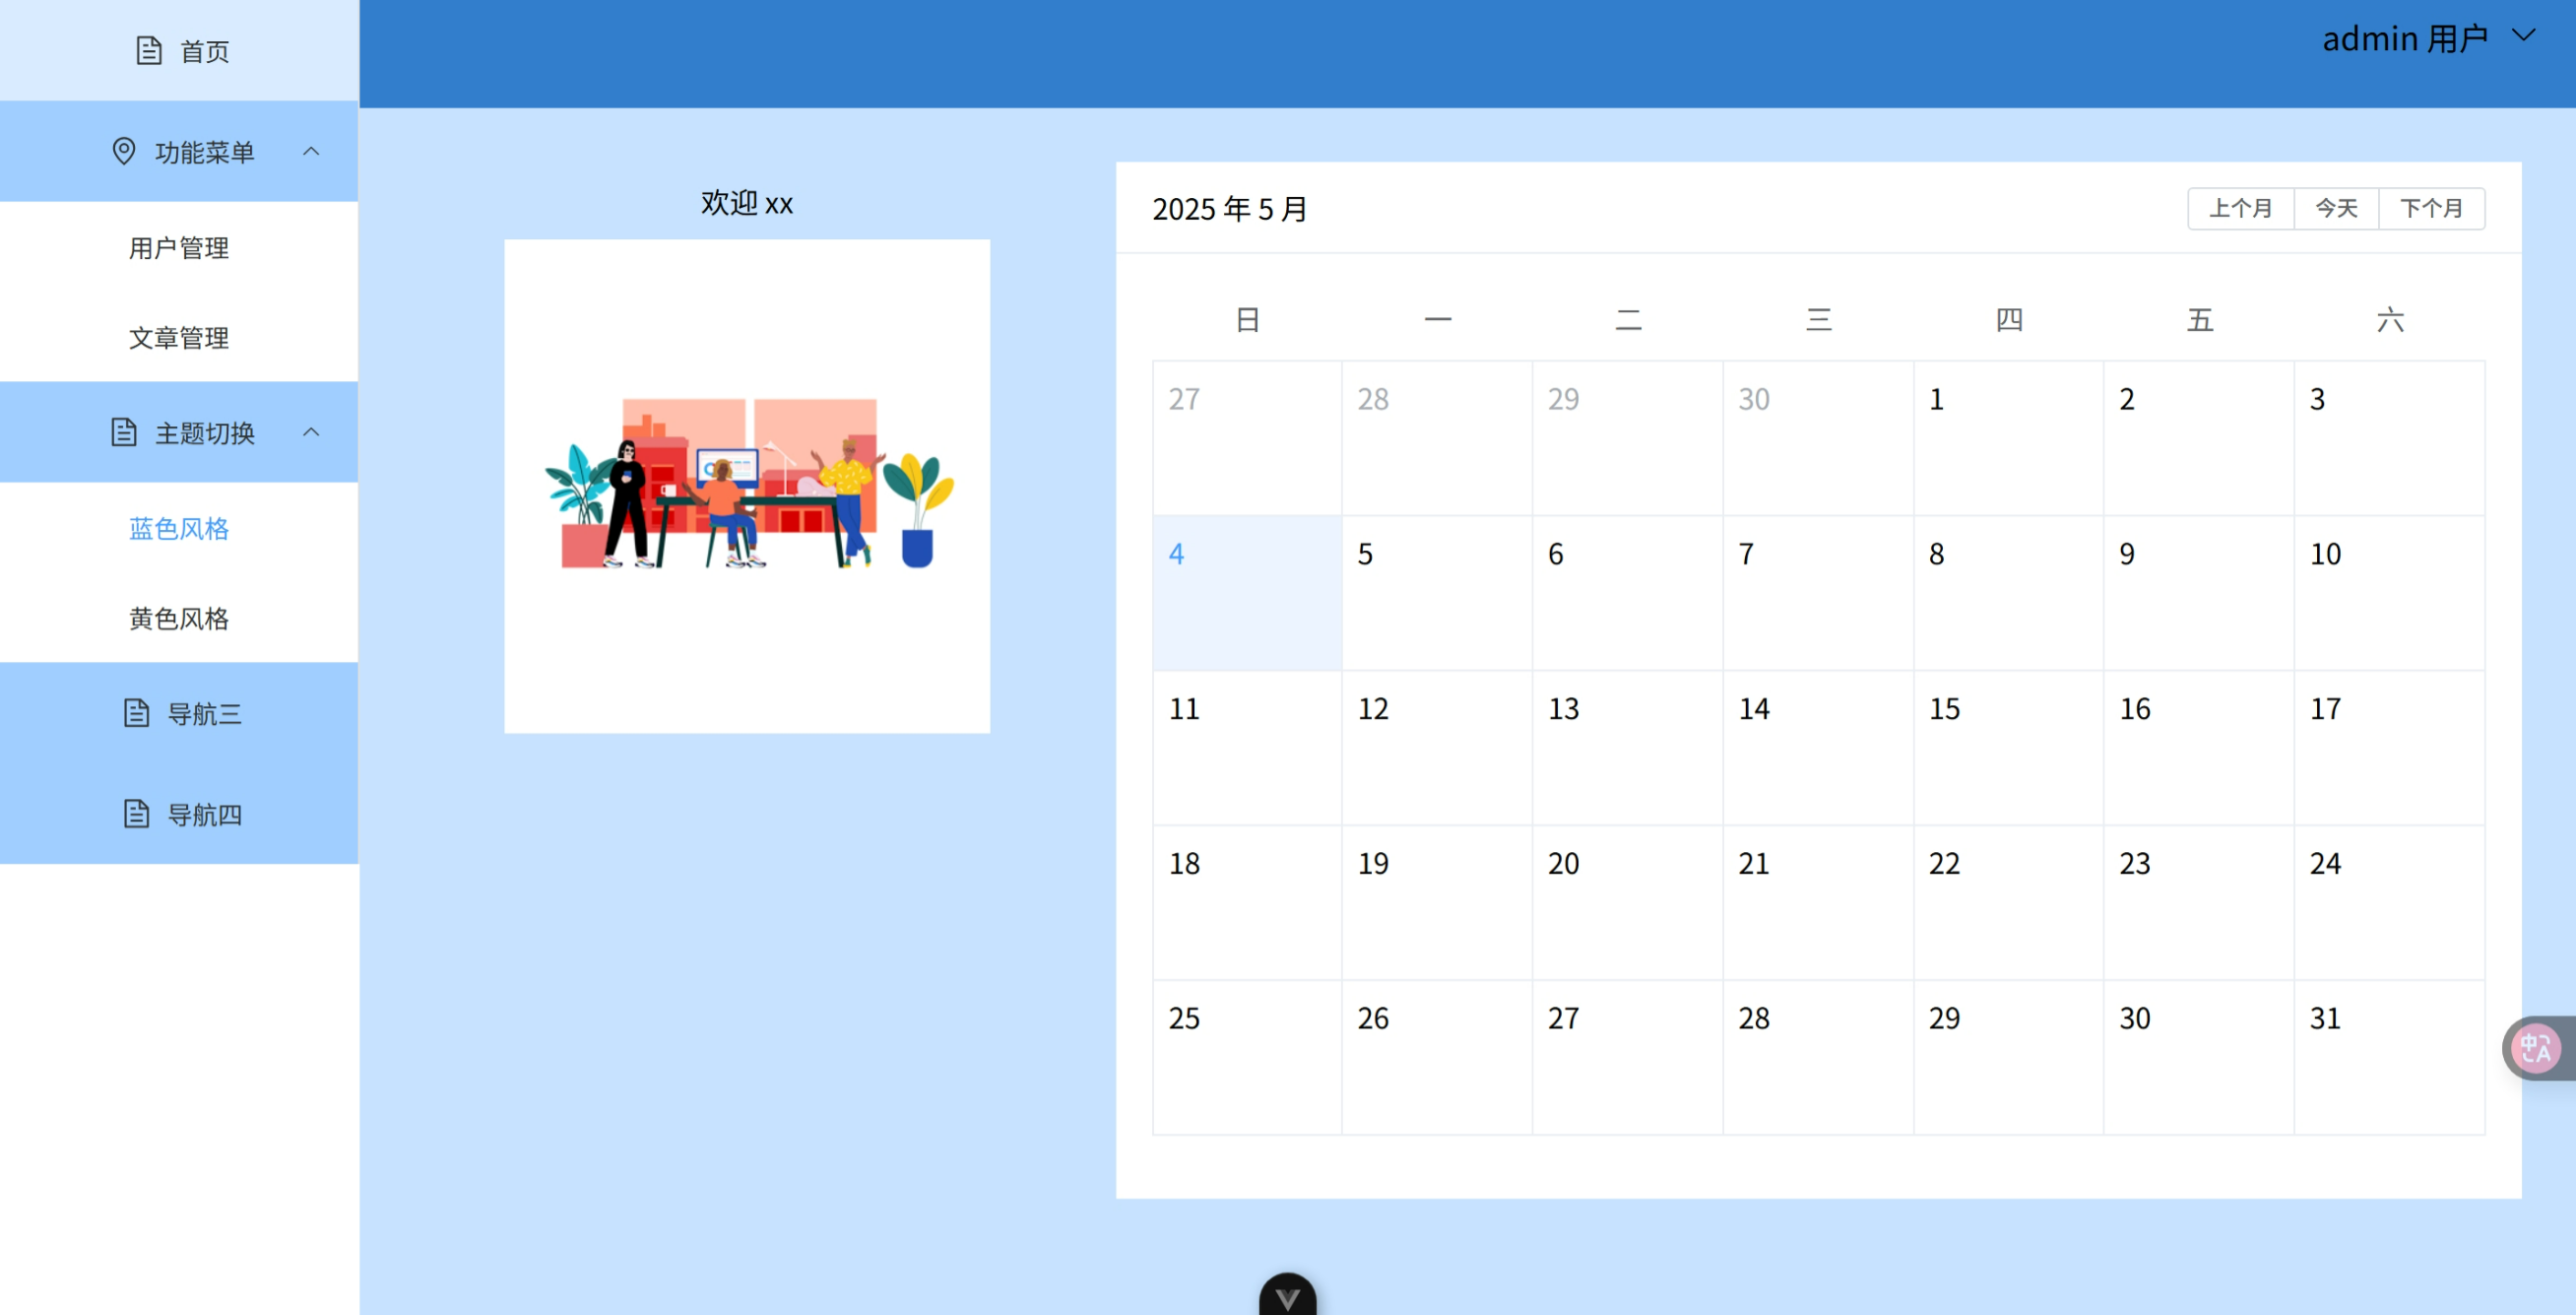 首页
功能菜单
用户管理
文章管理
主题切换
蓝色风格
黄色风格
导航三
导航四
admin 用户
欢迎 xx
2025 年 5 月
上个月 今天 下个月
日 一 二 三 四 五 六
27 28 29 30 1 2 3
4 5 6 7 8 9 10
11 12 13 14 15 16 17
18 19 20 21 22 23 24
25 26 27 28 29 30 31
中 A